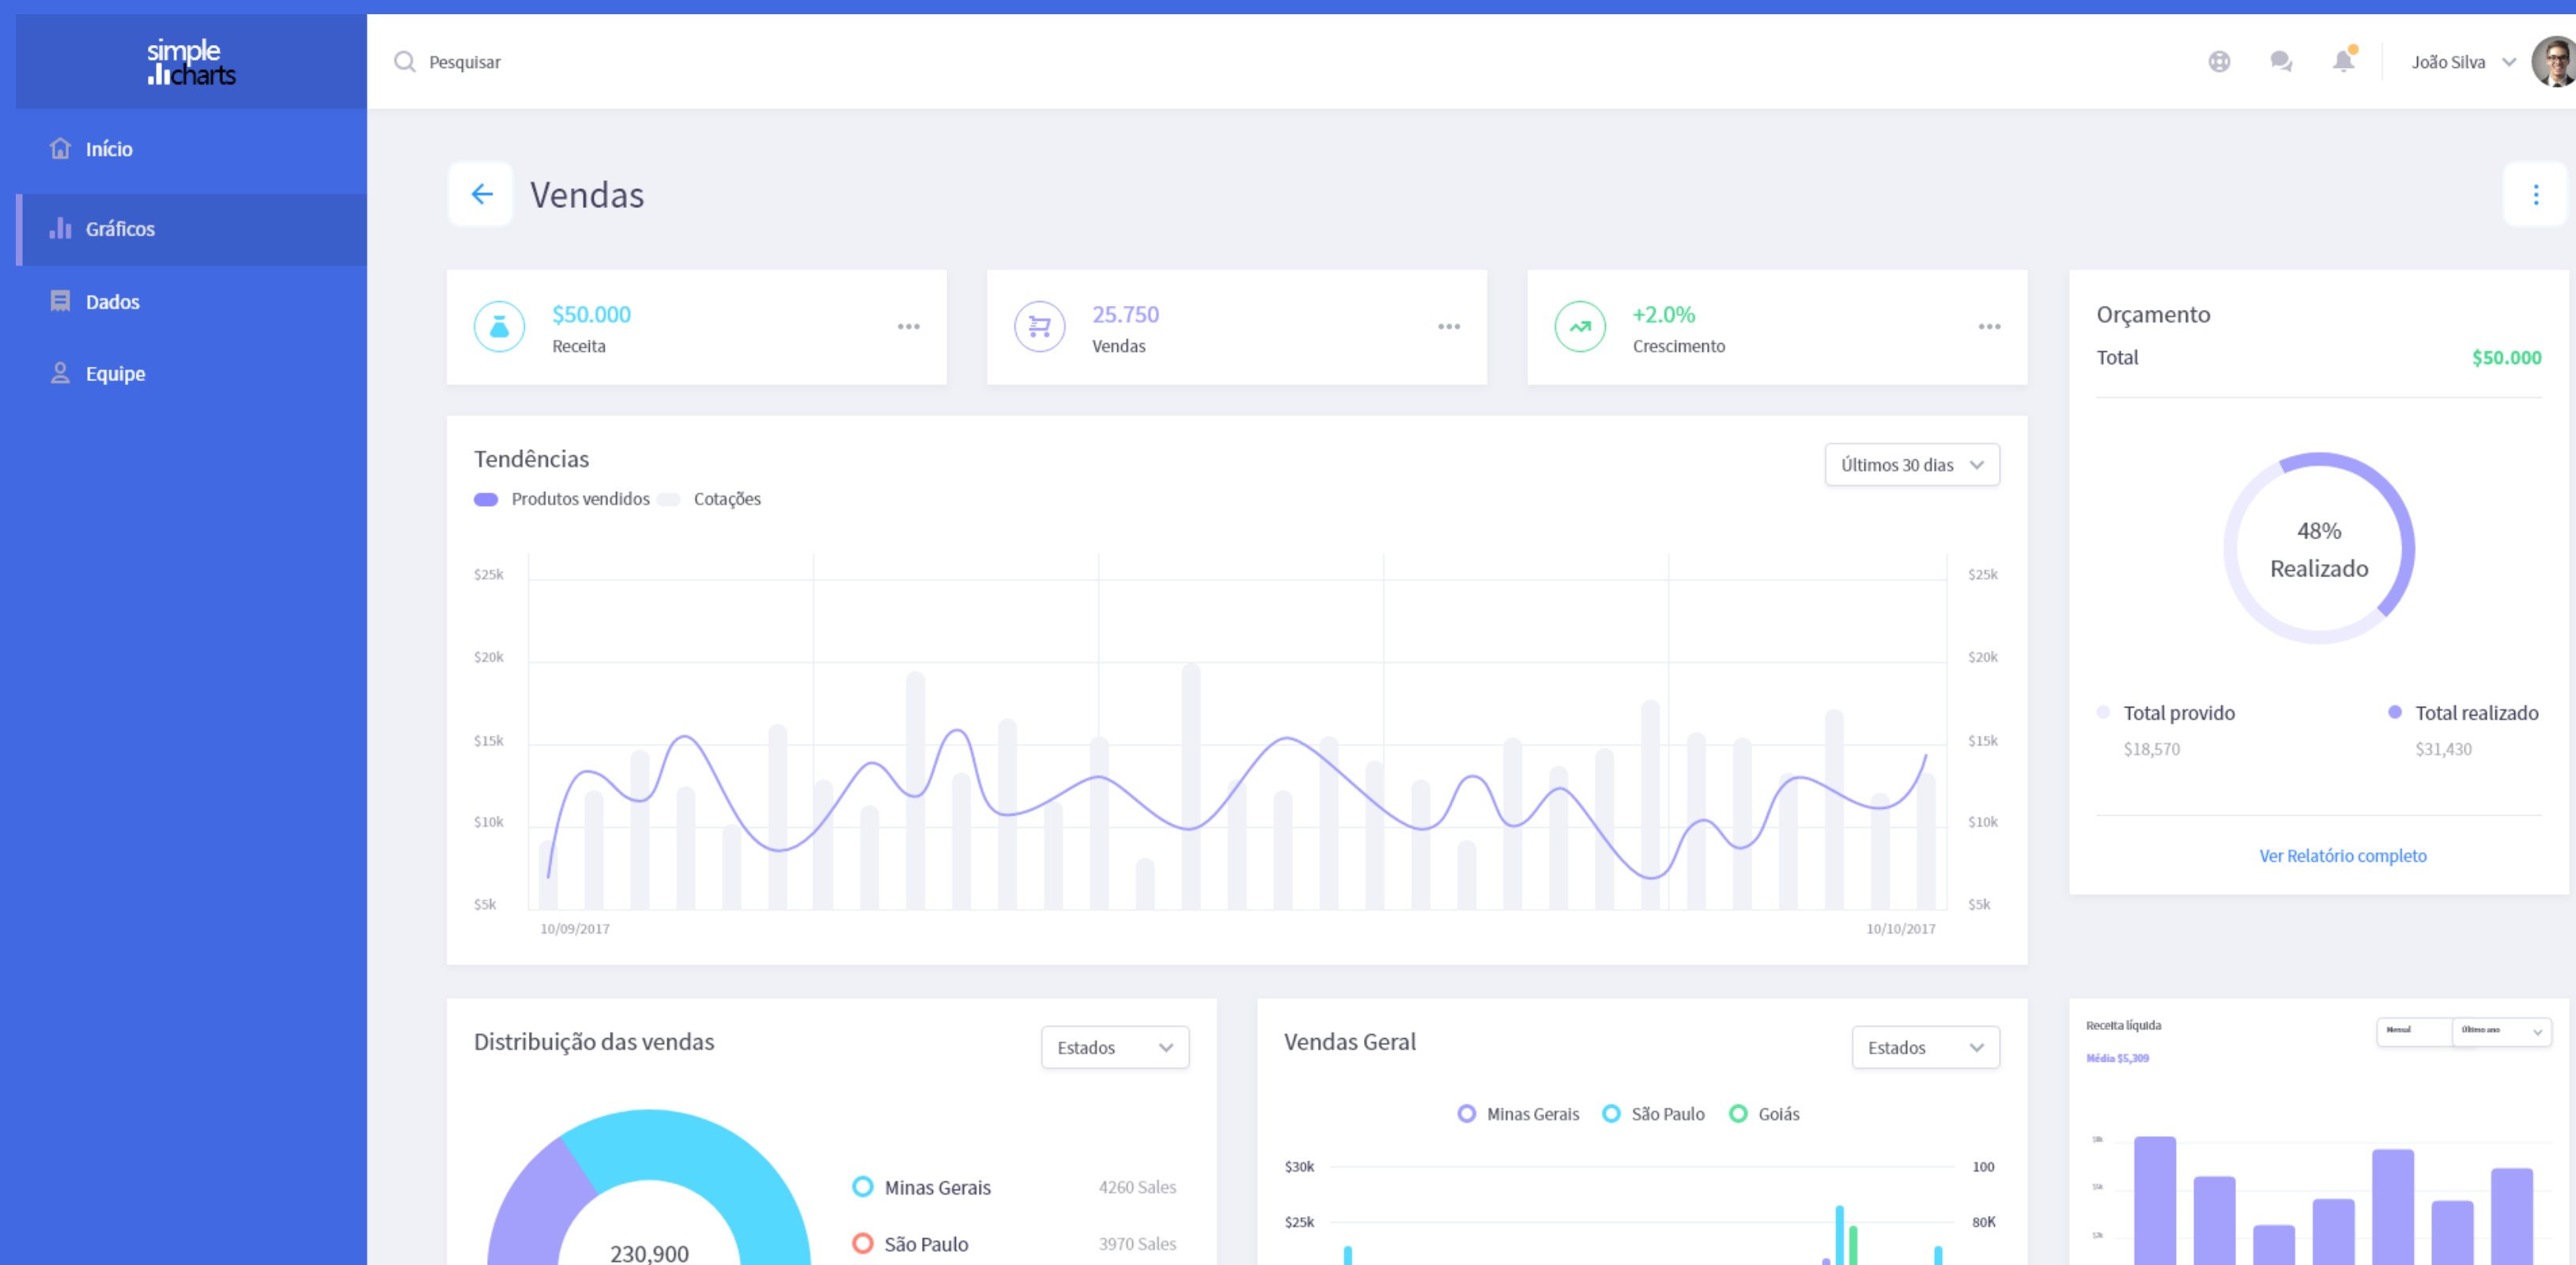 simple
charts
Pesquisar
João Silva
Início
Gráficos
Dados
Equipe
Vendas
$50.000
Receita
25.750
Vendas
+2.0%
Crescimento
Orçamento
Total $50.000
48%
Realizado
Total provido
$18,570
Total realizado
$31,430
Ver Relatório completo
Tendências
Últimos 30 dias
Produtos vendidos Cotações
$25k $25k
$20k $20k
$15k $15k
$10k $10k
$5k $5k
10/09/2017 10/10/2017
Distribuição das vendas
Estados
230,900
Minas Gerais 4260 Sales
São Paulo 3970 Sales
Vendas Geral
Estados
Minas Gerais São Paulo Goiás
$30k 100
$25k 80K
Receita líquida
Mensal Último ano
Média $5,309